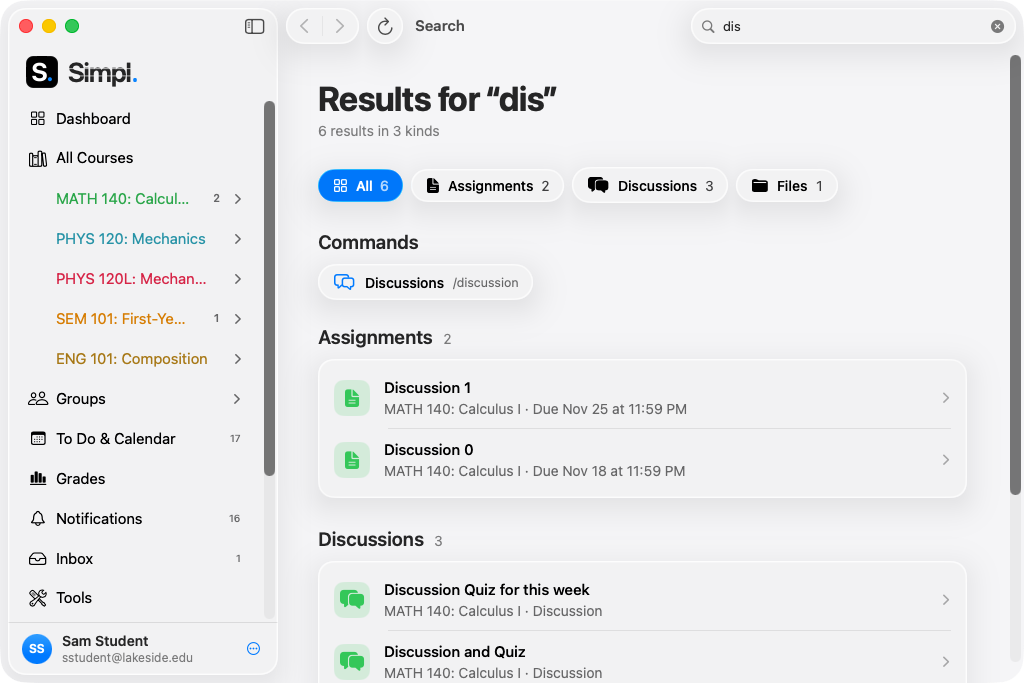 Search
dis
S.
Simpl.
Dashboard
All Courses
MATH 140: Calcul... 2
PHYS 120: Mechanics
PHYS 120L: Mechan...
SEM 101: First-Ye... 1
ENG 101: Composition
Groups
To Do & Calendar 17
Grades
Notifications 16
Inbox 1
Tools
SS
Sam Student
sstudent@lakeside.edu
Results for “dis”
6 results in 3 kinds
All 6
Assignments 2
Discussions 3
Files 1
Commands
Discussions /discussion
Assignments 2
Discussion 1
MATH 140: Calculus I · Due Nov 25 at 11:59 PM
Discussion 0
MATH 140: Calculus I · Due Nov 18 at 11:59 PM
Discussions 3
Discussion Quiz for this week
MATH 140: Calculus I · Discussion
Discussion and Quiz
MATH 140: Calculus I · Discussion